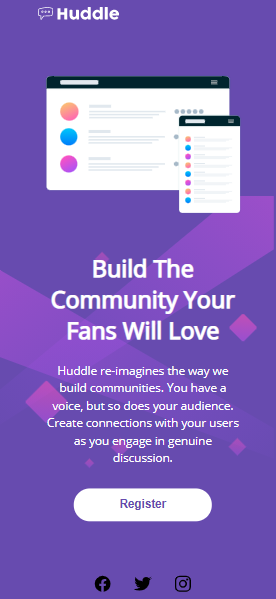 Huddle
Build The
Community Your
Fans Will Love
Huddle re-imagines the way we
build communities. You have a
voice, but so does your audience.
Create connections with your users
as you engage in genuine
discussion.
Register